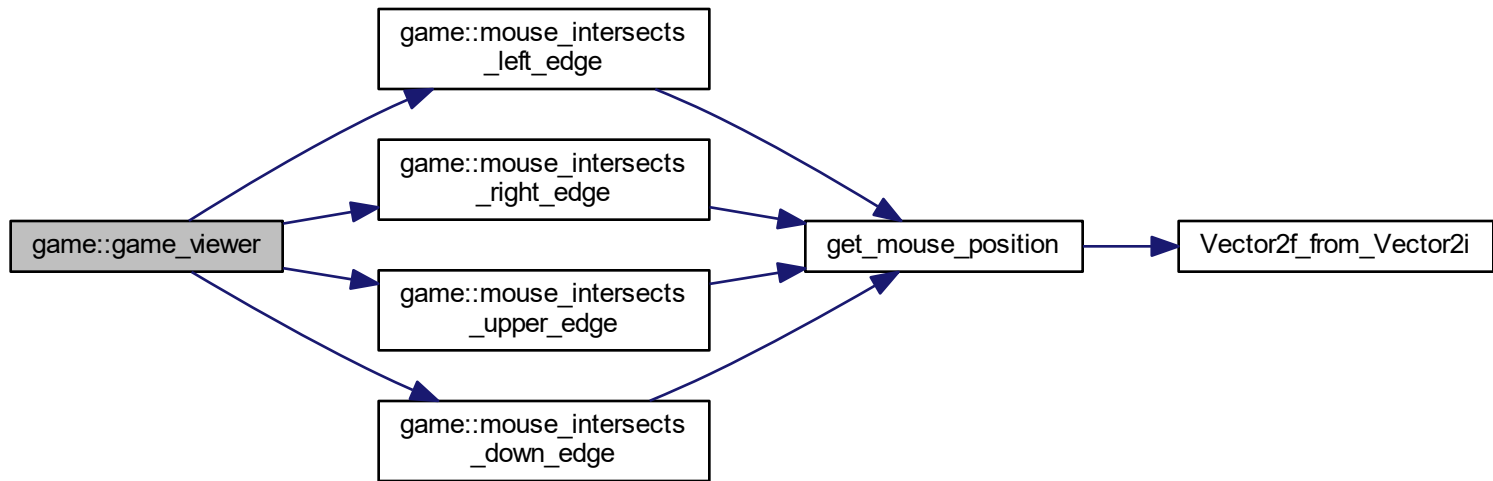 game::mouse_intersects
_left_edge
game::mouse_intersects
_right_edge
game::game_viewer
get_mouse_position
Vector2f_from_Vector2i
game::mouse_intersects
_upper_edge
game::mouse_intersects
_down_edge